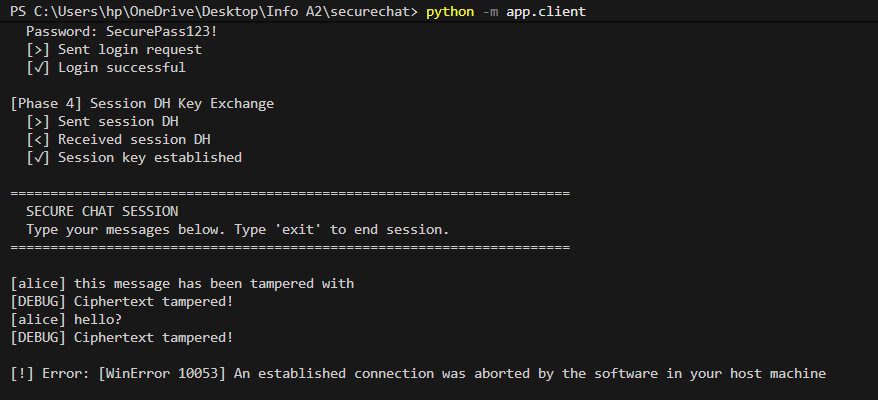 PS C:\Users\hp\OneDrive\Desktop\Info A2\securechat> python -m app.client
Password: SecurePass123!
[>] Sent login request
[✓] Login successful
[Phase 4] Session DH Key Exchange
[>] Sent session DH
[<] Received session DH
[✓] Session key established
======================================================================
SECURE CHAT SESSION
Type your messages below. Type 'exit' to end session.
======================================================================
[alice] this message has been tampered with
[DEBUG] Ciphertext tampered!
[alice] hello?
[DEBUG] Ciphertext tampered!
[!] Error: [WinError 10053] An established connection was aborted by the software in your host machine